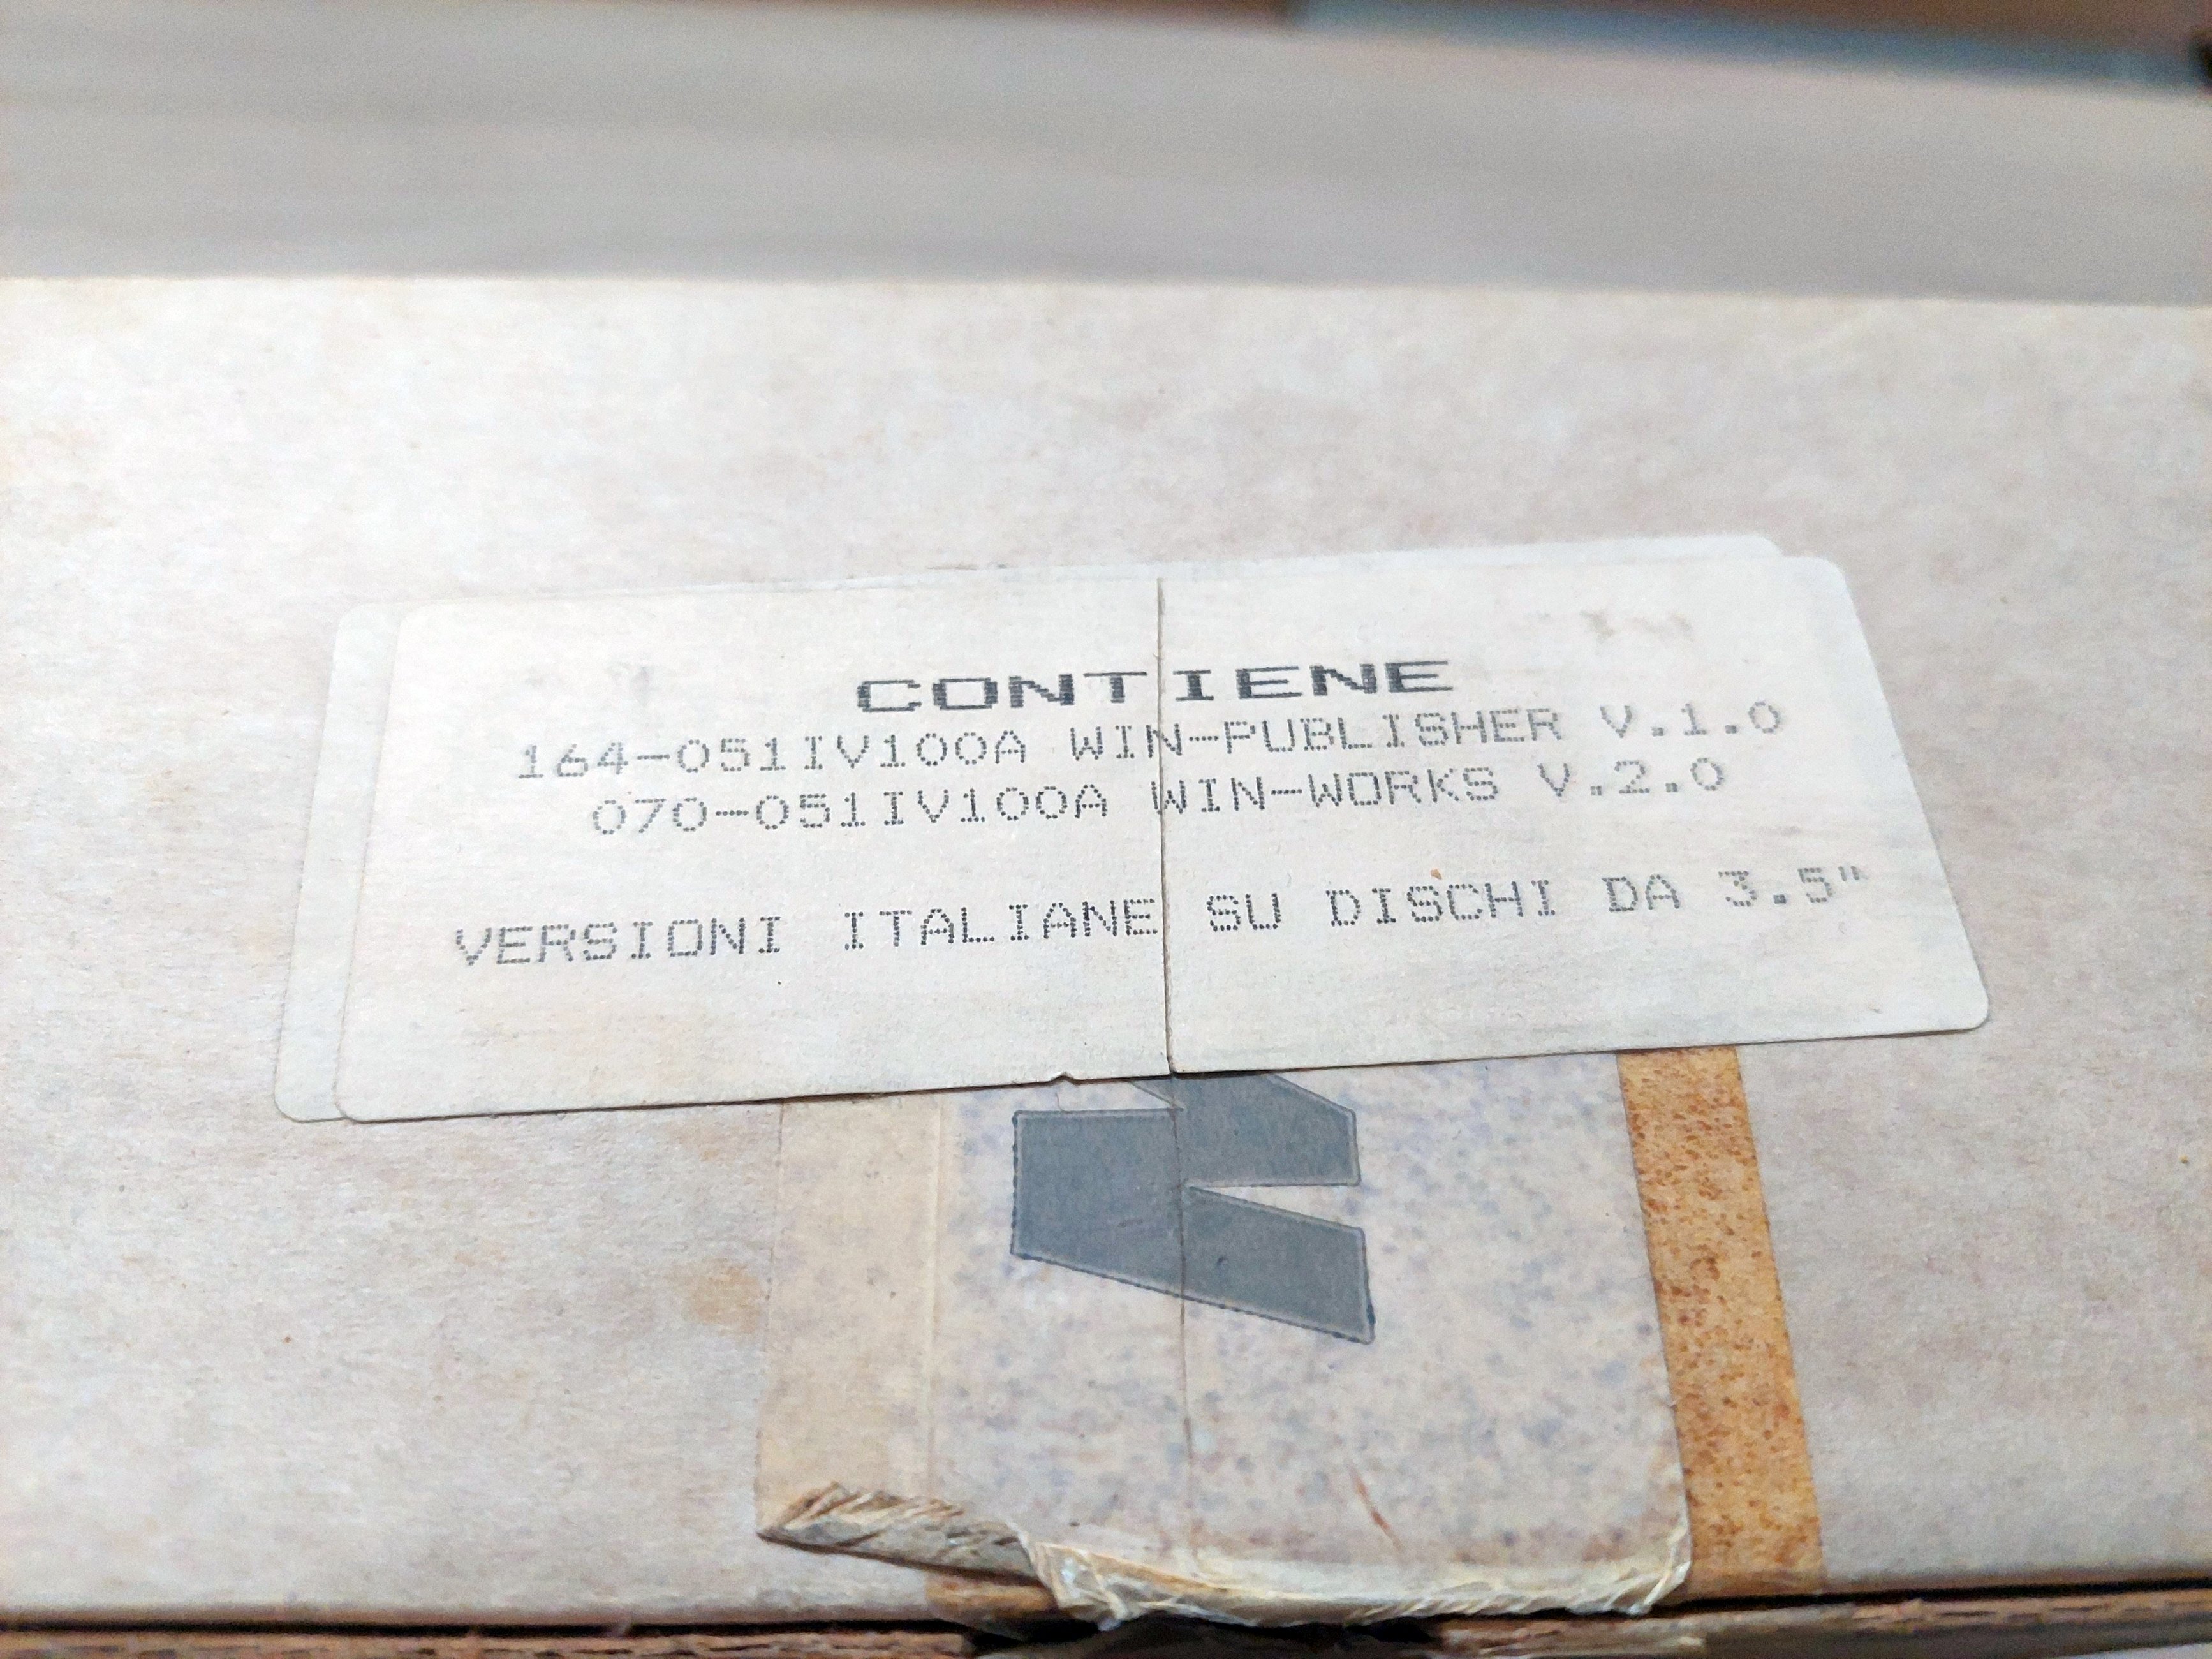 CONTIENE
164-051IV100A WIN-PUBLISHER V.1.0
070-051IV100A WIN-WORKS V.2.0
VERSIONI ITALIANE SU DISCHI DA 3.5"